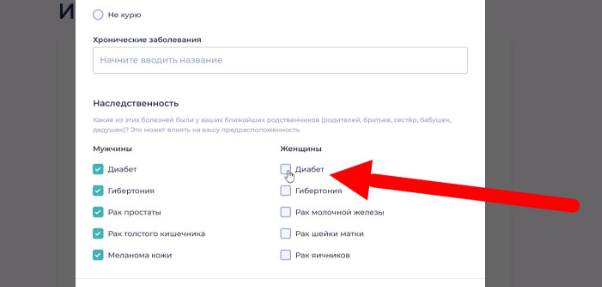 И
Не курю
Хронические заболевания
Начните вводить название
Наследственность
Какие из этих болезней были у ваших ближайших родственников (родителей, братьев, сестёр, бабушек,
дедушек)? Это может влиять на вашу предрасположенность
Мужчины Женщины
Диабет Диабет
Гибертония Гибертония
Рак простаты Рак молочной железы
Рак толстого кишечника Рак шейки матки
Меланома кожи Рак яичников